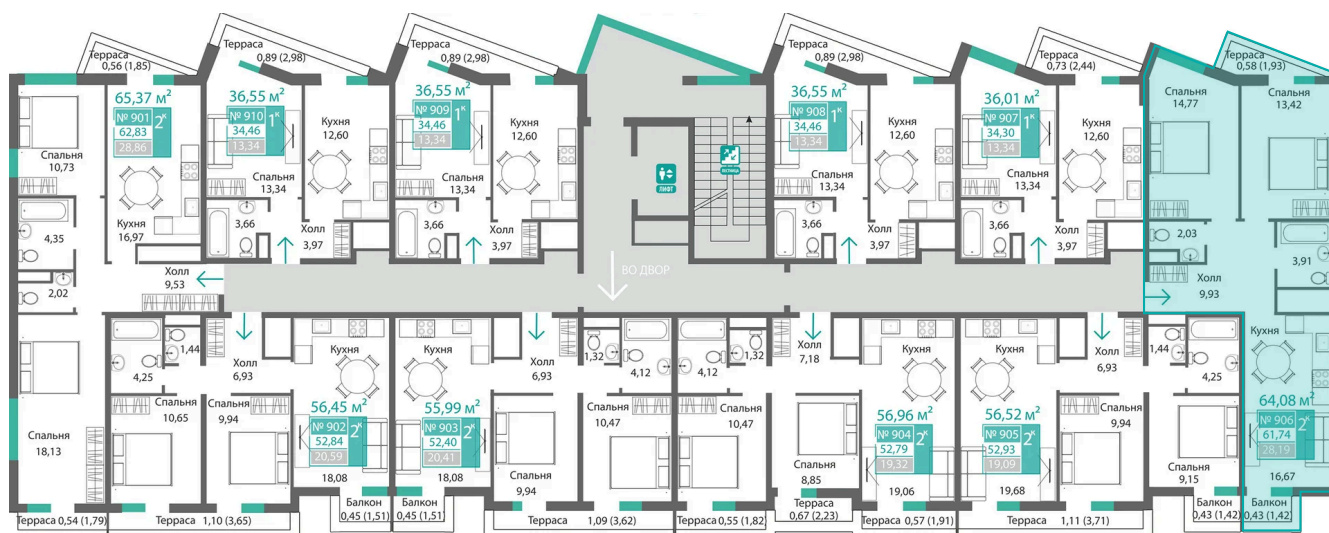 Терраса
0,56 (1,85)
65,37 м²
№ 901
62,83
28,86
2ᴷ
Спальня
10,73
Кухня
16,97
4,35
2,02
Холл
9,53
Спальня
18,13
Терраса 0,54 (1,79)
Терраса
0,89 (2,98)
36,55 м²
№ 910
34,46
13,34
1ᴷ
Кухня
12,60
Спальня
13,34
3,66
Холл
3,97
Терраса
0,89 (2,98)
36,55 м²
№ 909
34,46
13,34
1ᴷ
Кухня
12,60
Спальня
13,34
3,66
Холл
3,97
ЛИФТ
ЛЕСТНИЦА
ВО ДВОР
Терраса
0,89 (2,98)
36,55 м²
№ 908
34,46
13,34
1ᴷ
Кухня
12,60
Спальня
13,34
3,66
Холл
3,97
Терраса
0,73 (2,44)
36,01 м²
№ 907
34,30
13,34
1ᴷ
Кухня
12,60
Спальня
13,34
3,66
Холл
3,97
Терраса
0,58 (1,93)
Спальня
14,77
Спальня
13,42
2,03
3,91
Холл
9,93
Кухня
64,08 м²
№ 906
61,74
28,19
2ᴷ
16,67
Балкон
0,43 (1,42)
1,44
4,25
Холл
6,93
Кухня
Спальня
10,65
Спальня
9,94
56,45 м²
№ 902
52,84
20,59
2ᴷ
18,08
Балкон
0,45 (1,51)
Терраса 1,10 (3,65)
Кухня
Холл
6,93
1,32
4,12
55,99 м²
№ 903
52,40
20,41
2ᴷ
18,08
Спальня
9,94
Спальня
10,47
Балкон
0,45 (1,51)
Терраса 1,09 (3,62)
4,12
1,32
Холл
7,18
Кухня
Спальня
10,47
Спальня
8,85
56,96 м²
№ 904
52,79
19,32
2ᴷ
19,06
Терраса 0,55 (1,82)
Терраса
0,67 (2,23)
Терраса 0,57 (1,91)
Кухня
Холл
6,93
1,44
4,25
56,52 м²
№ 905
52,93
19,09
2ᴷ
19,68
Спальня
9,94
Спальня
9,15
Терраса 1,11 (3,71)
Балкон
0,43 (1,42)